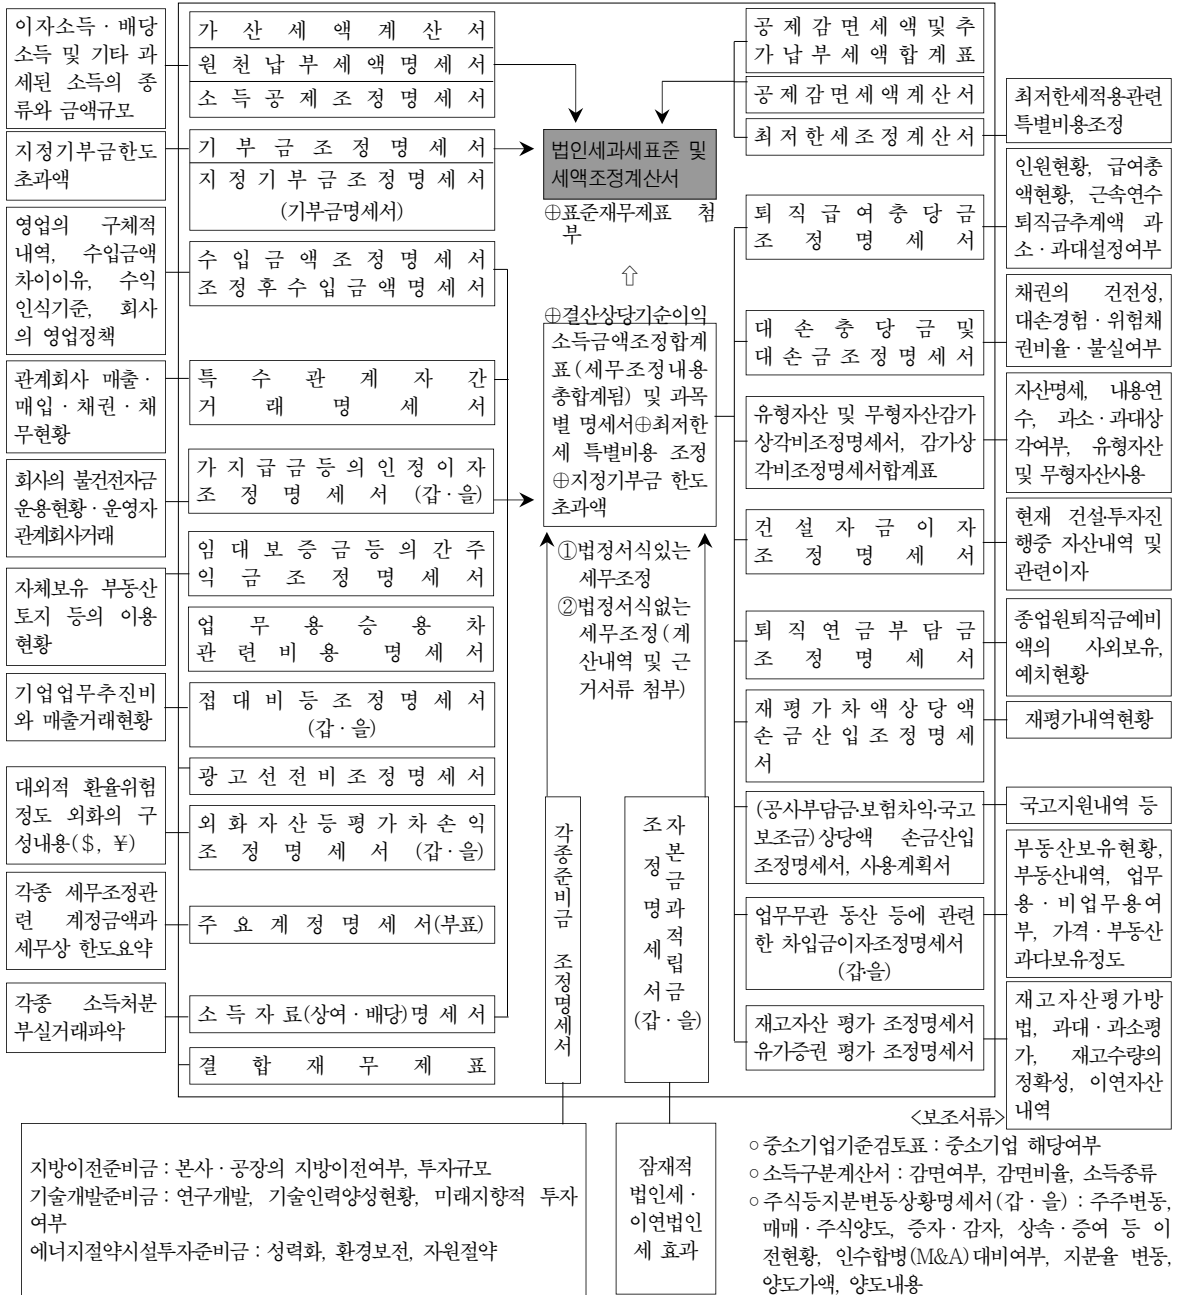 이자소득 · 배당
소득 및 기타 과
세된 소득의 종
류와 금액규모
지정기부금한도
초과액
영업의 구체적
내역, 수입금액
차이이유, 수익
인식기준, 회사
의 영업정책
관계회사 매출 ·
매입 · 채권 · 채
무현황
회사의 불건전자금
운용현황 · 운영자
관계회사거래
자체보유 부동산
토지 등의 이용
현황
기업업무추진비
와 매출거래현황
대외적 환율위험
정도 외화의 구
성내용($, ¥)
각종 세무조정관
련 계정금액과
세무상 한도요약
각종 소득처분
부실거래파악
가 산 세 액 계 산 서
원 천 납 부 세 액 명 세 서
소 득 공 제 조 정 명 세 서
기 부 금 조 정 명 세 서
지 정 기 부 금 조 정 명 세 서
(기부금명세서)
수 입 금 액 조 정 명 세 서
조 정 후 수 입 금 액 명 세 서
특 수 관 계 자 간
거 래 명 세 서
가 지 급 금 등 의 인 정 이 자
조 정 명 세 서 (갑 · 을)
임 대 보 증 금 등 의 간 주
익 금 조 정 명 세 서
업 무 용 승 용 차
관 련 비 용 명 세 서
접 대 비 등 조 정 명 세 서
(갑 · 을)
광 고 선 전 비 조 정 명 세 서
외 화 자 산 등 평 가 차 손 익
조 정 명 세 서 (갑 · 을)
주 요 계 정 명 세 서(부표)
소 득 자 료(상여 · 배당)명 세 서
결 합 재 무 제 표
법인세과세표준 및
세액조정계산서
⊕표준재무제표 첨
부
⇧
⊕결산상당기순이익
소득금액조정합계
표(세무조정내용
총합계됨) 및 과목
별 명세서⊕최저한
세 특별비용 조정
⊕지정기부금 한도
초과액
①법정서식있는
세무조정
②법정서식없는
세무조정(계
산내역 및 근
거서류 첨부)
각종준비금 조정명세서
자본금과적립금
조정명세서
(갑 · 을)
공 제 감 면 세 액 및 추
가 납 부 세 액 합 계 표
공 제 감 면 세 액 계 산 서
최 저 한 세 조 정 계 산 서
퇴 직 급 여 충 당 금
조 정 명 세 서
대 손 충 당 금 및
대 손 금 조 정 명 세 서
유형자산 및 무형자산감가
상각비조정명세서, 감가상
각비조정명세서합계표
건 설 자 금 이 자
조 정 명 세 서
퇴 직 연 금 부 담 금
조 정 명 세 서
재 평 가 차 액 상 당 액
손 금 산 입 조 정 명 세
서
(공사부담금·보험차익·국고
보조금)상당액 손금산입
조정명세서, 사용계획서
업무무관 동산 등에 관련
한 차입금이자조정명세서
(갑·을)
재고자산 평가 조정명세서
유가증권 평가 조정명세서
최저한세적용관련
특별비용조정
인원현황, 급여총
액현황, 근속연수
퇴직금추계액 과
소 · 과대설정여부
채권의 건전성,
대손경험 · 위험채
권비율 · 불실여부
자산명세, 내용연
수, 과소 · 과대상
각여부, 유형자산
및 무형자산사용
현재 건설·투자진
행중 자산내역 및
관련이자
종업원퇴직금예비
액의 사외보유,
예치현황
재평가내역현황
국고지원내역 등
부동산보유현황,
부동산내역, 업무
용 · 비업무용여
부, 가격 · 부동산
과다보유정도
재고자산평가방
법, 과대 · 과소평
가, 재고수량의
정확성, 이연자산
내역
지방이전준비금 : 본사 · 공장의 지방이전여부, 투자규모
기술개발준비금 : 연구개발, 기술인력양성현황, 미래지향적 투자
여부
에너지절약시설투자준비금 : 성력화, 환경보전, 자원절약
잠재적
법인세 ·
이연법인
세 효과
<보조서류>
○중소기업기준검토표 : 중소기업 해당여부
○소득구분계산서 : 감면여부, 감면비율, 소득종류
○주식등지분변동상황명세서(갑 · 을) : 주주변동,
매매 · 주식양도, 증자 · 감자, 상속 · 증여 등 이
전현황, 인수합병(M&A)대비여부, 지분율 변동,
양도가액, 양도내용